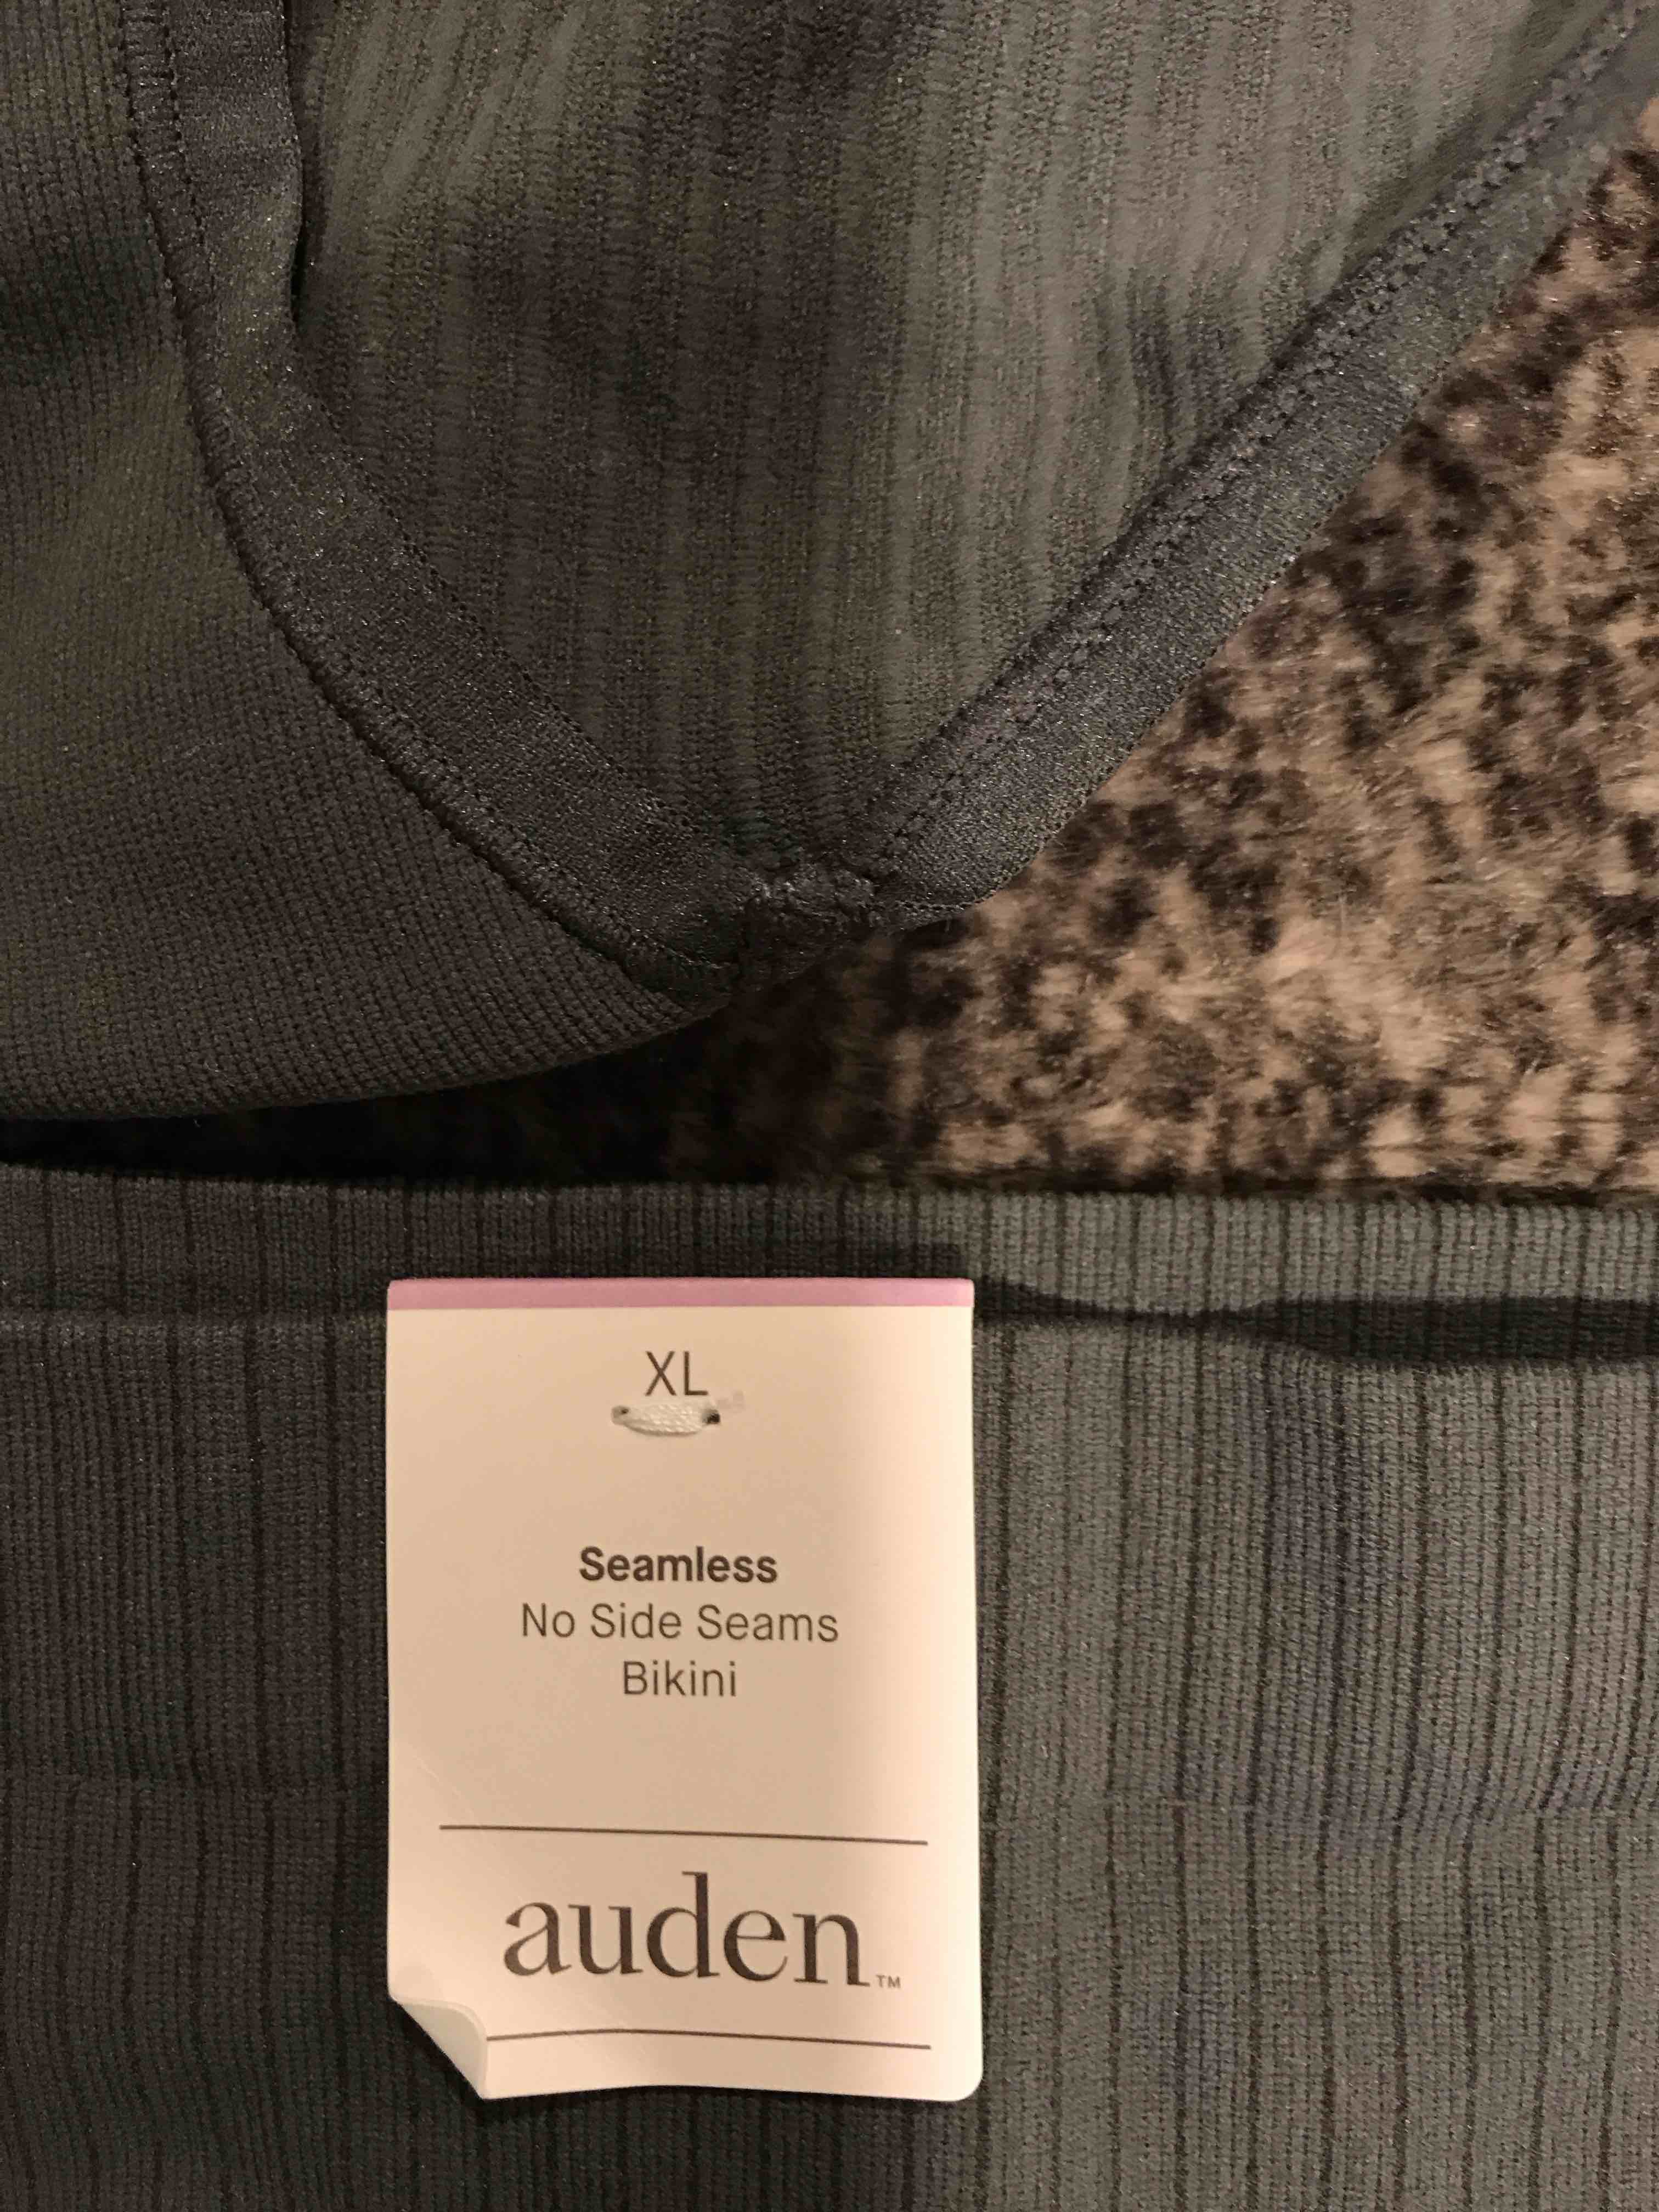 XL
Seamless
No Side Seams
Bikini
auden™